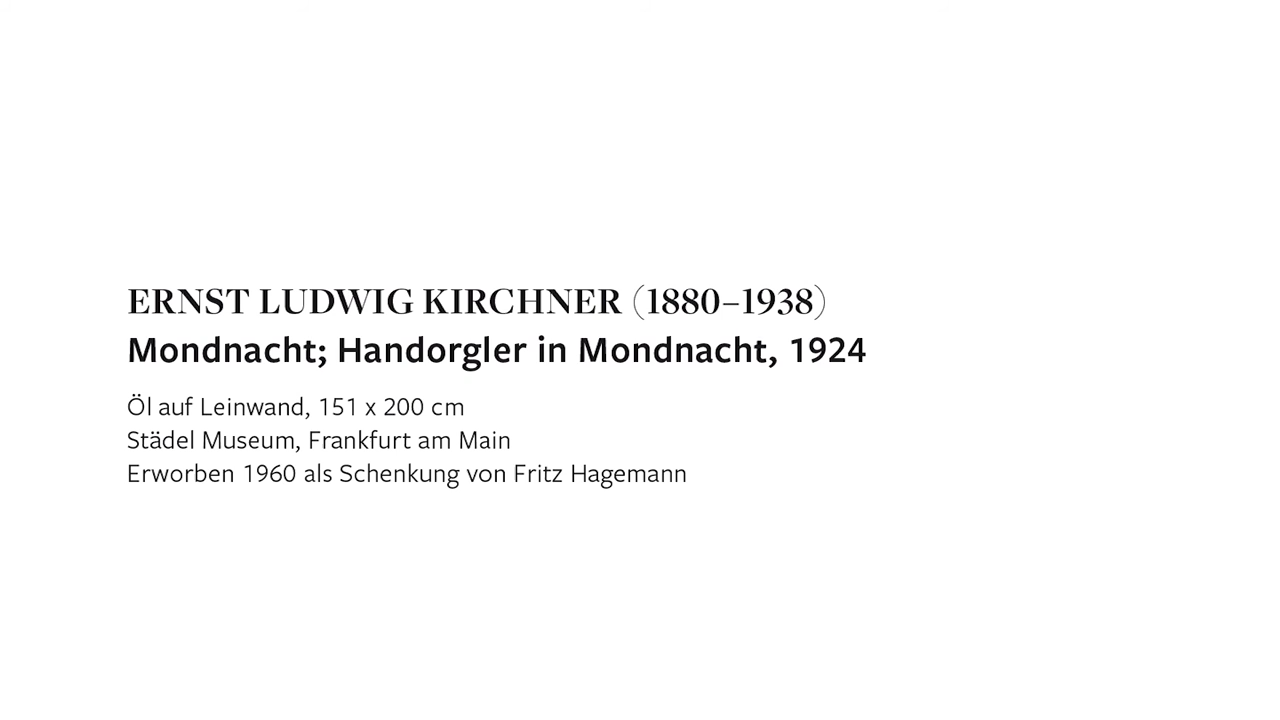 ERNST LUDWIG KIRCHNER (1880–1938)
Mondnacht; Handorgler in Mondnacht, 1924
Öl auf Leinwand, 151 x 200 cm
Städel Museum, Frankfurt am Main
Erworben 1960 als Schenkung von Fritz Hagemann